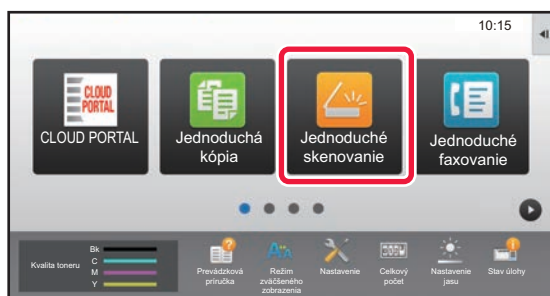 10:15
CLOUD
PORTAL
CLOUD PORTAL
Jednoduchá
kópia
Jednoduché
skenovanie
Jednoduché
faxovanie
Kvalita toneru
Bk
C
M
Y
Prevádzková
príručka
Režim
zväčšeného
zobrazenia
Nastavenie
Celkový
počet
Nastavenie
jasu
Stav úlohy